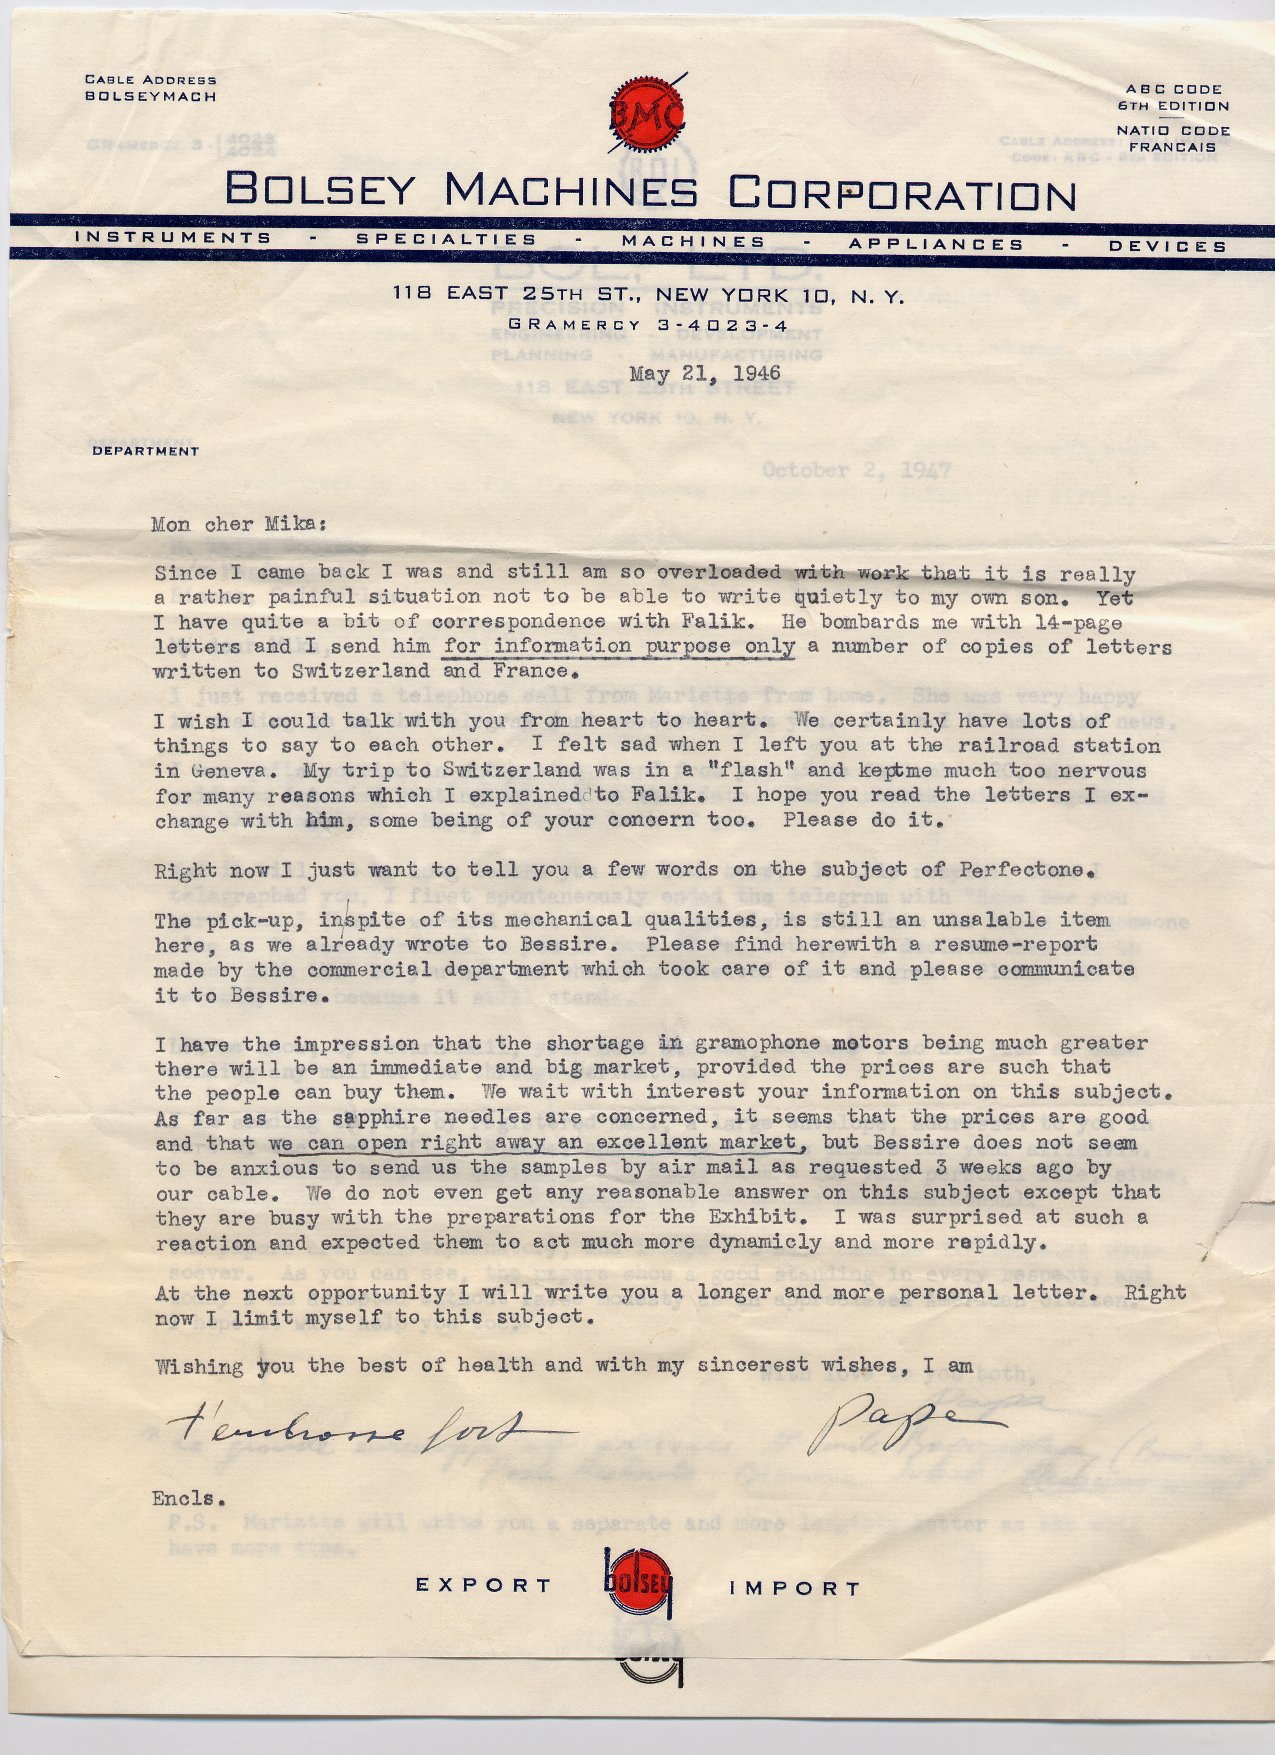 CABLE ADDRESS
BOLSEYMACH
BMC
ABC CODE
6TH EDITION
NATIO CODE
FRANCAIS
BOLSEY MACHINES CORPORATION
INSTRUMENTS - SPECIALTIES - MACHINES - APPLIANCES - DEVICES
118 EAST 25TH ST., NEW YORK 10, N. Y.
GRAMERCY 3-4023-4
May 21, 1946
DEPARTMENT
October 2, 1947
Mon cher Mika:
Since I came back I was and still am so overloaded with work that it is really
a rather painful situation not to be able to write quietly to my own son. Yet
I have quite a bit of correspondence with Falik. He bombards me with 14-page
letters and I send him for information purpose only a number of copies of letters
written to Switzerland and France.
I wish I could talk with you from heart to heart. We certainly have lots of
things to say to each other. I felt sad when I left you at the railroad station
in Geneva. My trip to Switzerland was in a "flash" and keptme much too nervous
for many reasons which I explained to Falik. I hope you read the letters I ex-
change with him, some being of your concern too. Please do it.
Right now I just want to tell you a few words on the subject of Perfectone.
The pick-up, inspite of its mechanical qualities, is still an unsalable item
here, as we already wrote to Bessire. Please find herewith a resume-report
made by the commercial department which took care of it and please communicate
it to Bessire.
I have the impression that the shortage in gramophone motors being much greater
there will be an immediate and big market, provided the prices are such that
the people can buy them. We wait with interest your information on this subject.
As far as the sapphire needles are concerned, it seems that the prices are good
and that we can open right away an excellent market, but Bessire does not seem
to be anxious to send us the samples by air mail as requested 3 weeks ago by
our cable. We do not even get any reasonable answer on this subject except that
they are busy with the preparations for the Exhibit. I was surprised at such a
reaction and expected them to act much more dynamicly and more rapidly.
At the next opportunity I will write you a longer and more personal letter. Right
now I limit myself to this subject.
Wishing you the best of health and with my sincerest wishes, I am
t'embrasse fort Papa
Encls.
EXPORT bolsey IMPORT